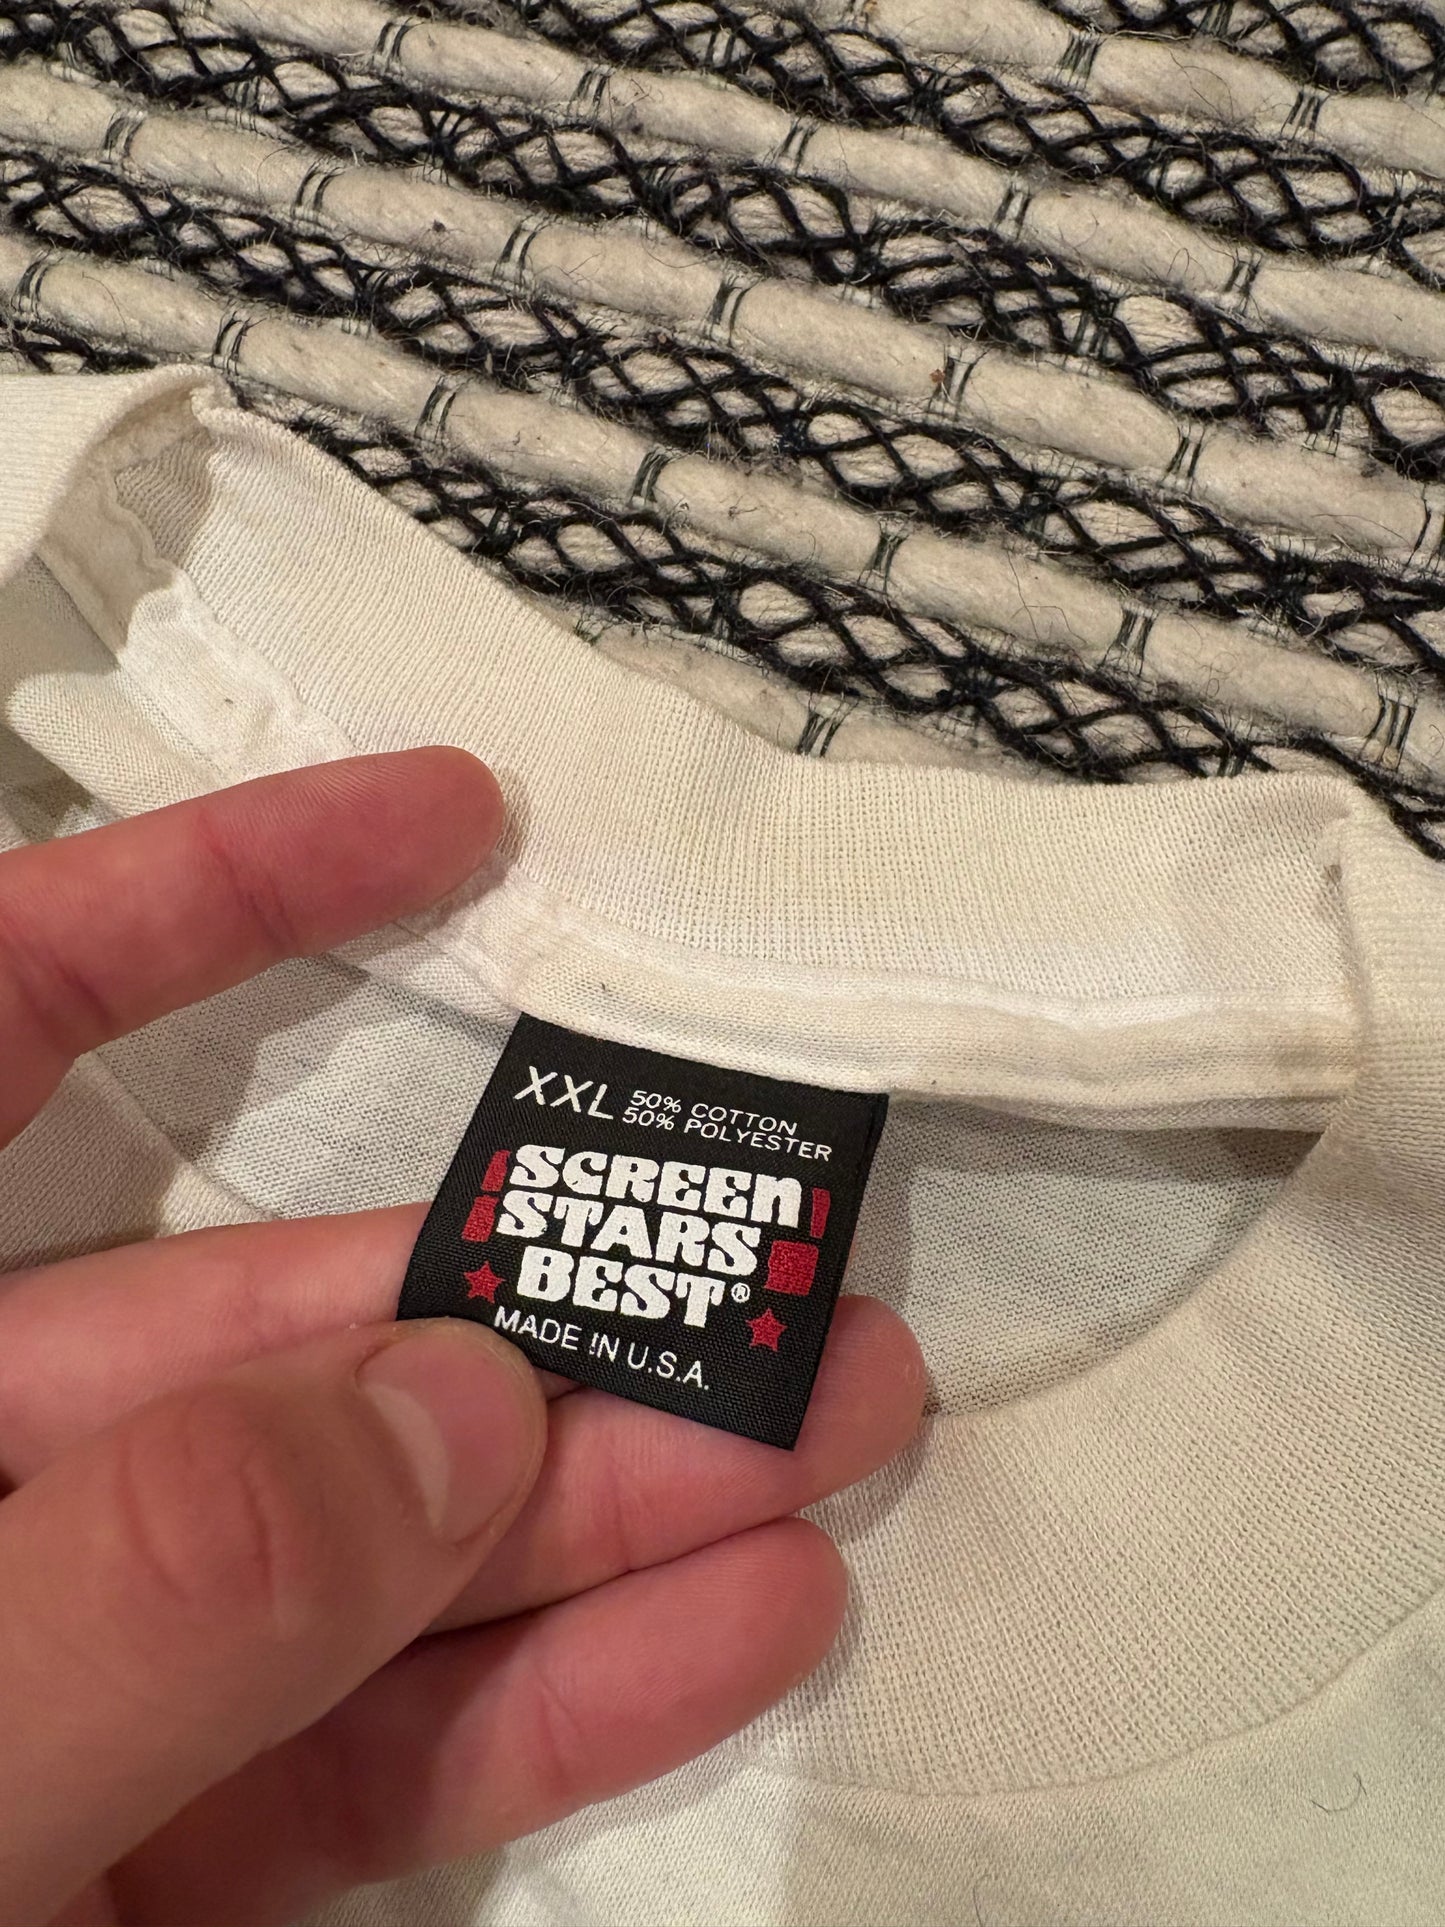 XXL 50% COTTON
50% POLYESTER
SCREEN
STARS
BEST®
MADE IN U.S.A.